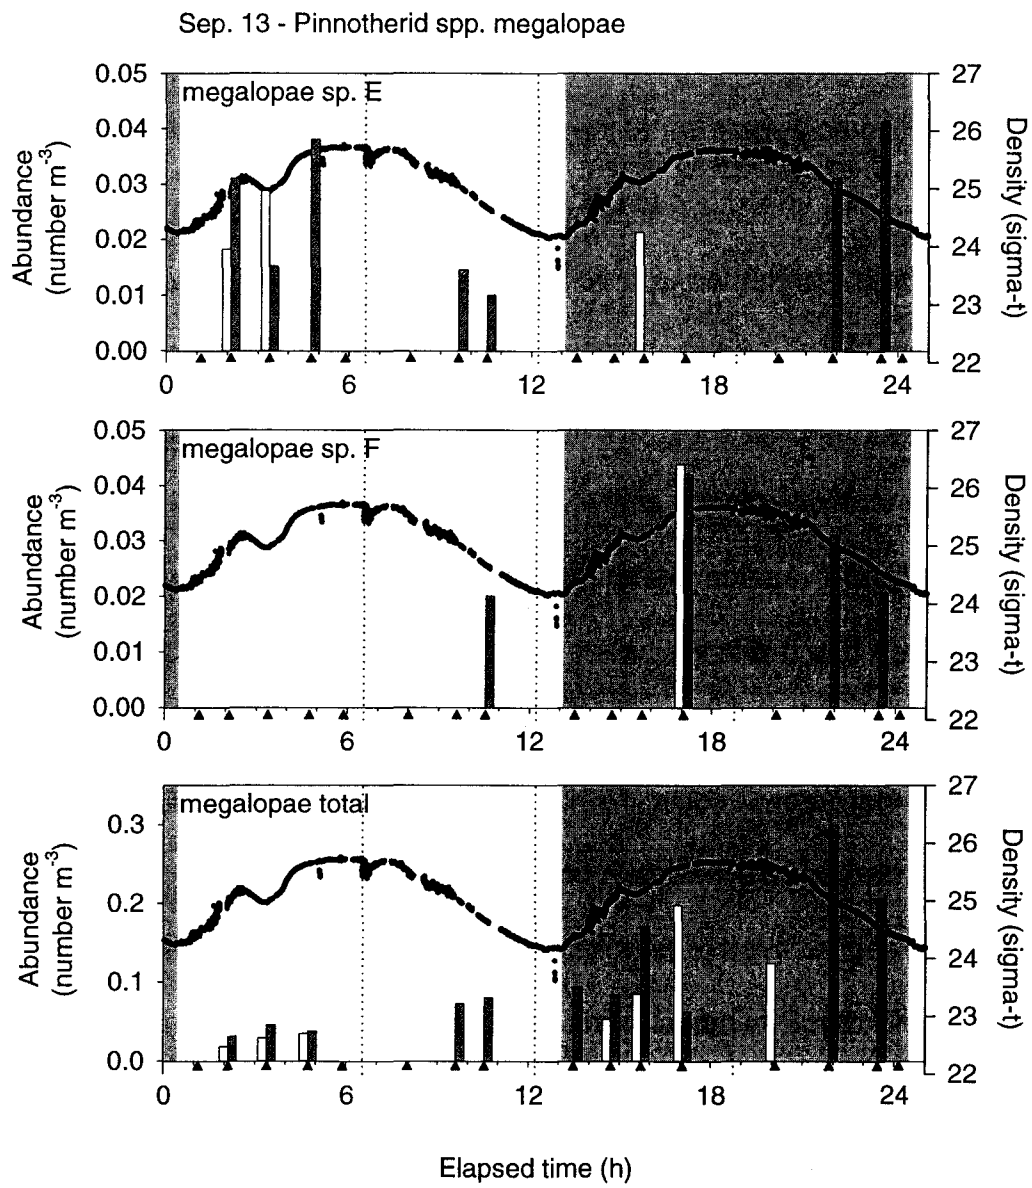 Sep. 13 - Pinnotherid spp. megalopae
megalopae sp. E
Abundance
(number m⁻³)
0.05
0.04
0.03
0.02
0.01
0.00
27
26
25
24
23
22
Density (sigma-t)
0 6 12 18 24
megalopae sp. F
Abundance
(number m⁻³)
0.05
0.04
0.03
0.02
0.01
0.00
27
26
25
24
23
22
Density (sigma-t)
0 6 12 18 24
megalopae total
Abundance
(number m⁻³)
0.3
0.2
0.1
0.0
27
26
25
24
23
22
Density (sigma-t)
0 6 12 18 24
Elapsed time (h)